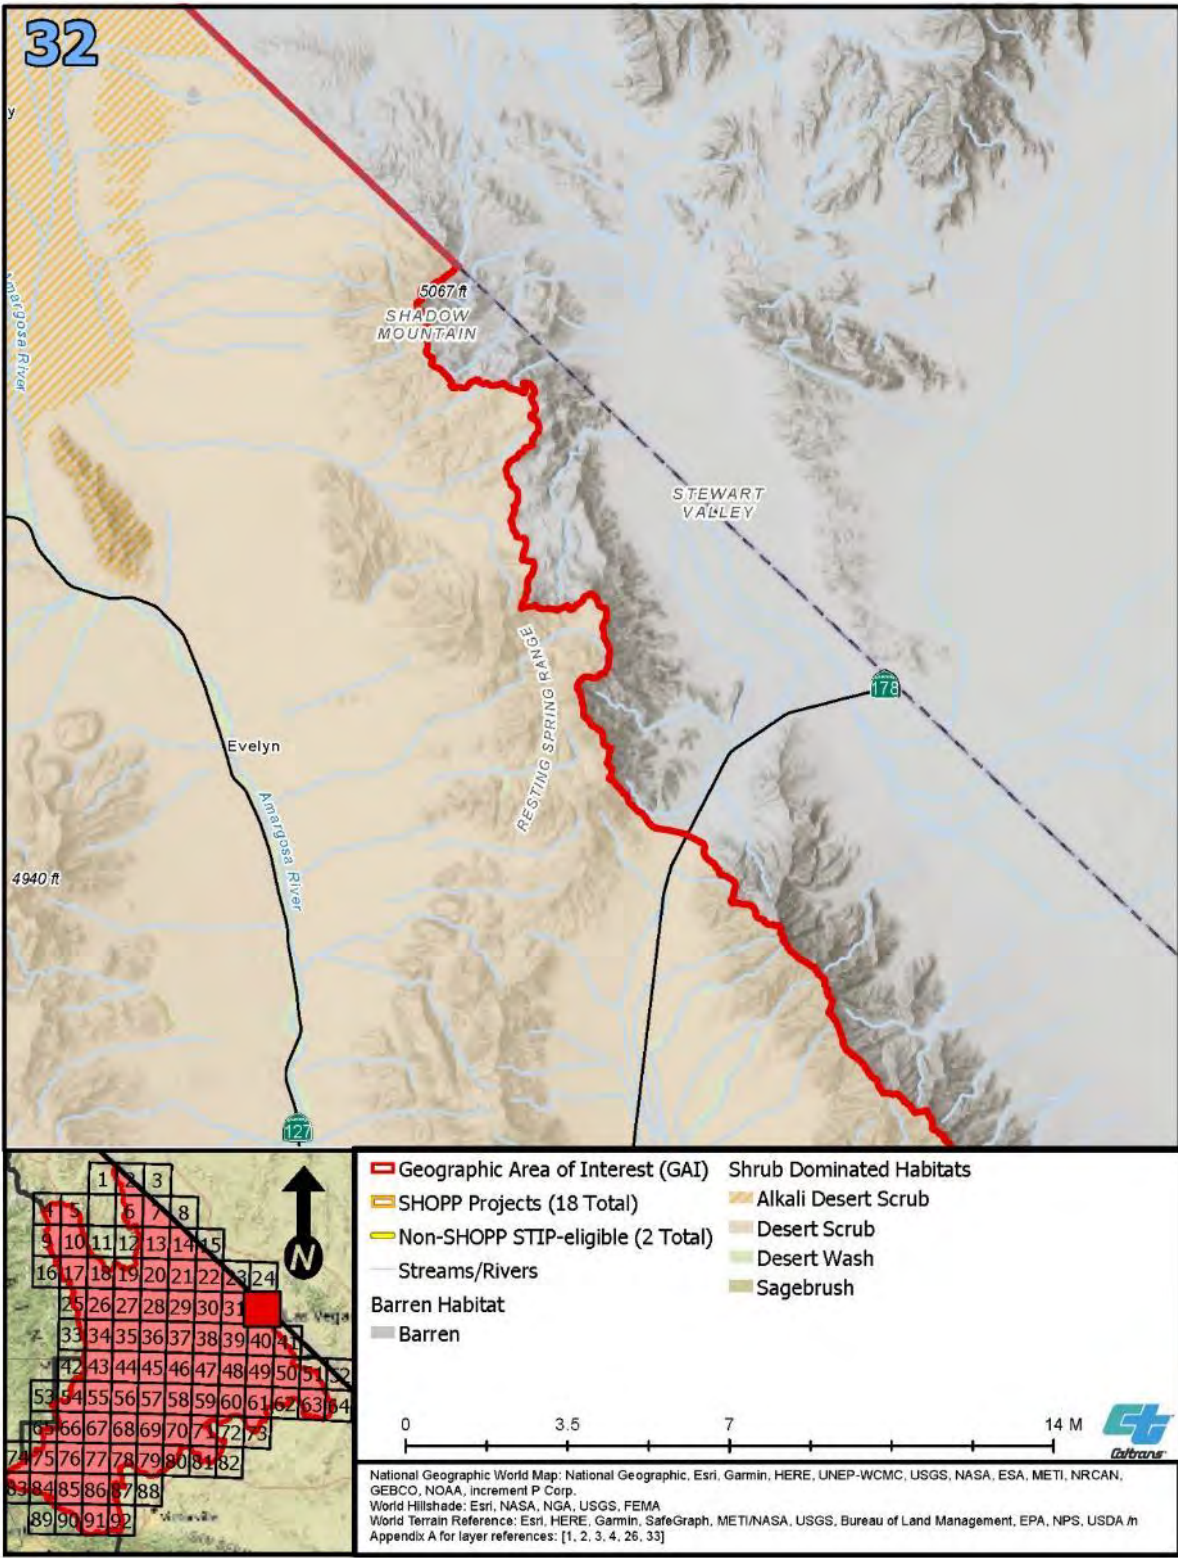 32
y
Amargosa River
5067 ft
SHADOW
MOUNTAIN
STEWART
VALLEY
RESTING SPRING RANGE
178
Evelyn
Amargosa River
4940 ft
127
1 2 3
4 5 6 7 8
9 10 11 12 13 14 15
16 17 18 19 20 21 22 23 24
25 26 27 28 29 30 31
33 34 35 36 37 38 39 40 41
42 43 44 45 46 47 48 49 50 51 52
53 54 55 56 57 58 59 60 61 62 63 64
65 66 67 68 69 70 71 72 73
74 75 76 77 78 79 80 81 82
83 84 85 86 87 88
89 90 91 92
N
Geographic Area of Interest (GAI)
SHOPP Projects (18 Total)
Non-SHOPP STIP-eligible (2 Total)
Streams/Rivers
Barren Habitat
Barren
Shrub Dominated Habitats
Alkali Desert Scrub
Desert Scrub
Desert Wash
Sagebrush
0 3.5 7 14 M
Caltrans
National Geographic World Map: National Geographic, Esri, Garmin, HERE, UNEP-WCMC, USGS, NASA, ESA, METI, NRCAN,
GEBCO, NOAA, increment P Corp.
World Hillshade: Esri, NASA, NGA, USGS, FEMA
World Terrain Reference: Esri, HERE, Garmin, SafeGraph, METI/NASA, USGS, Bureau of Land Management, EPA, NPS, USDA /n
Appendix A for layer references: [1, 2, 3, 4, 26, 33]